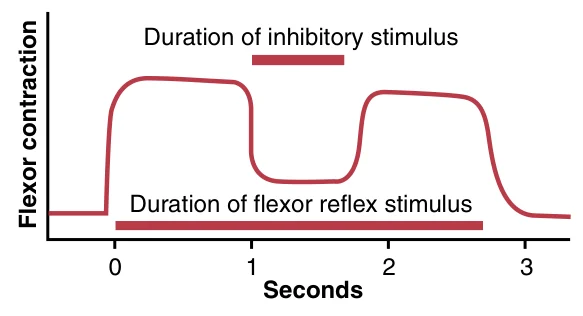 Flexor contraction
Duration of inhibitory stimulus
Duration of flexor reflex stimulus
0 1 2 3
Seconds